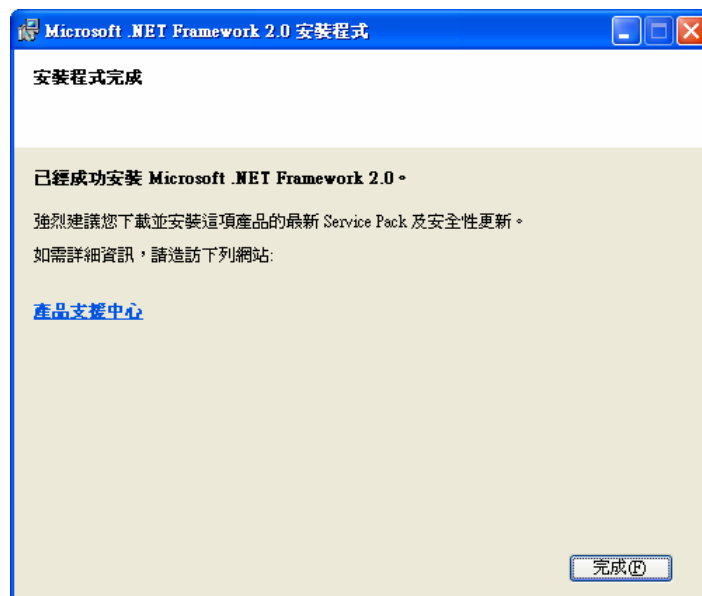 Microsoft .NET Framework 2.0 安裝程式
安裝程式完成
已經成功安裝 Microsoft .NET Framework 2.0。
強烈建議您下載並安裝這項產品的最新 Service Pack 及安全性更新。
如需詳細資訊，請造訪下列網站:
產品支援中心
完成(F)